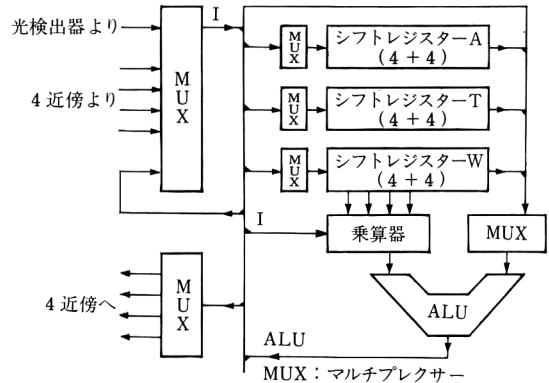 光検出器より
I
MUX
4近傍より
MUX
シフトレジスターA
(4+4)
MUX
シフトレジスターT
(4+4)
MUX
シフトレジスターW
(4+4)
I
乗算器
MUX
4近傍へ
MUX
ALU
ALU
MUX:マルチプレクサー